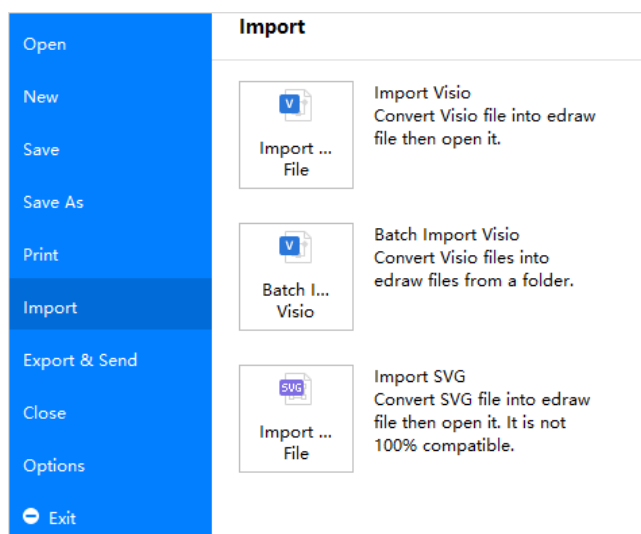 Open
New
Save
Save As
Print
Import
Export & Send
Close
Options
Exit
Import
V
Import ...
File
Import Visio
Convert Visio file into edraw
file then open it.
V
Batch I...
Visio
Batch Import Visio
Convert Visio files into
edraw files from a folder.
SVG
Import ...
File
Import SVG
Convert SVG file into edraw
file then open it. It is not
100% compatible.